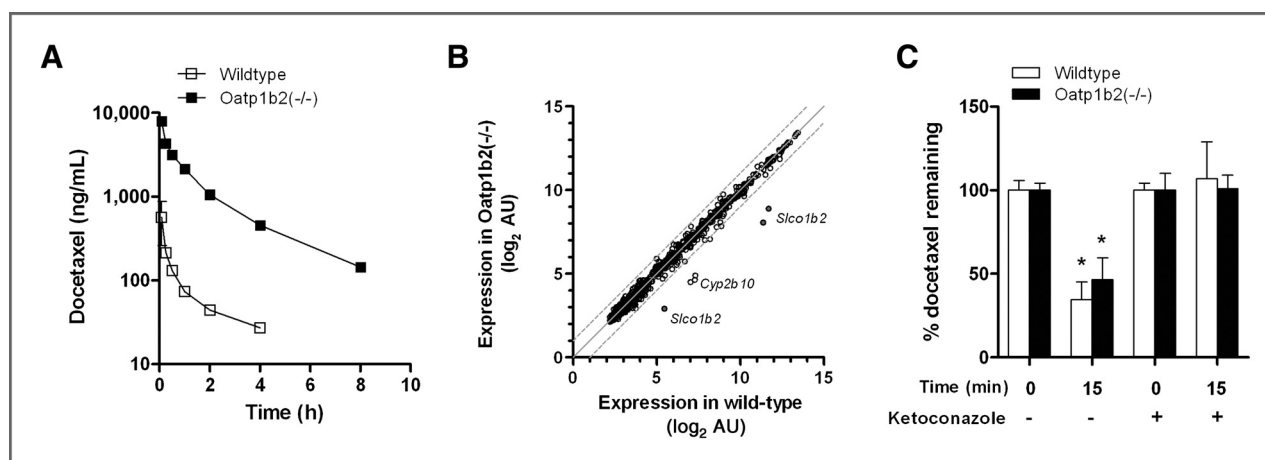 A
Wildtype
Oatp1b2(-/-)
10,000
1,000
100
10
Docetaxel (ng/mL)
0 2 4 6 8 10
Time (h)
B
15
10
5
0
Expression in Oatp1b2(-/-)
(log2 AU)
Slco1b2
Cyp2b10
Slco1b2
0 5 10 15
Expression in wild-type
(log2 AU)
C
Wildtype
Oatp1b2(-/-)
150
100
50
0
% docetaxel remaining
* *
Time (min) 0 15 0 15
Ketoconazole - - + +